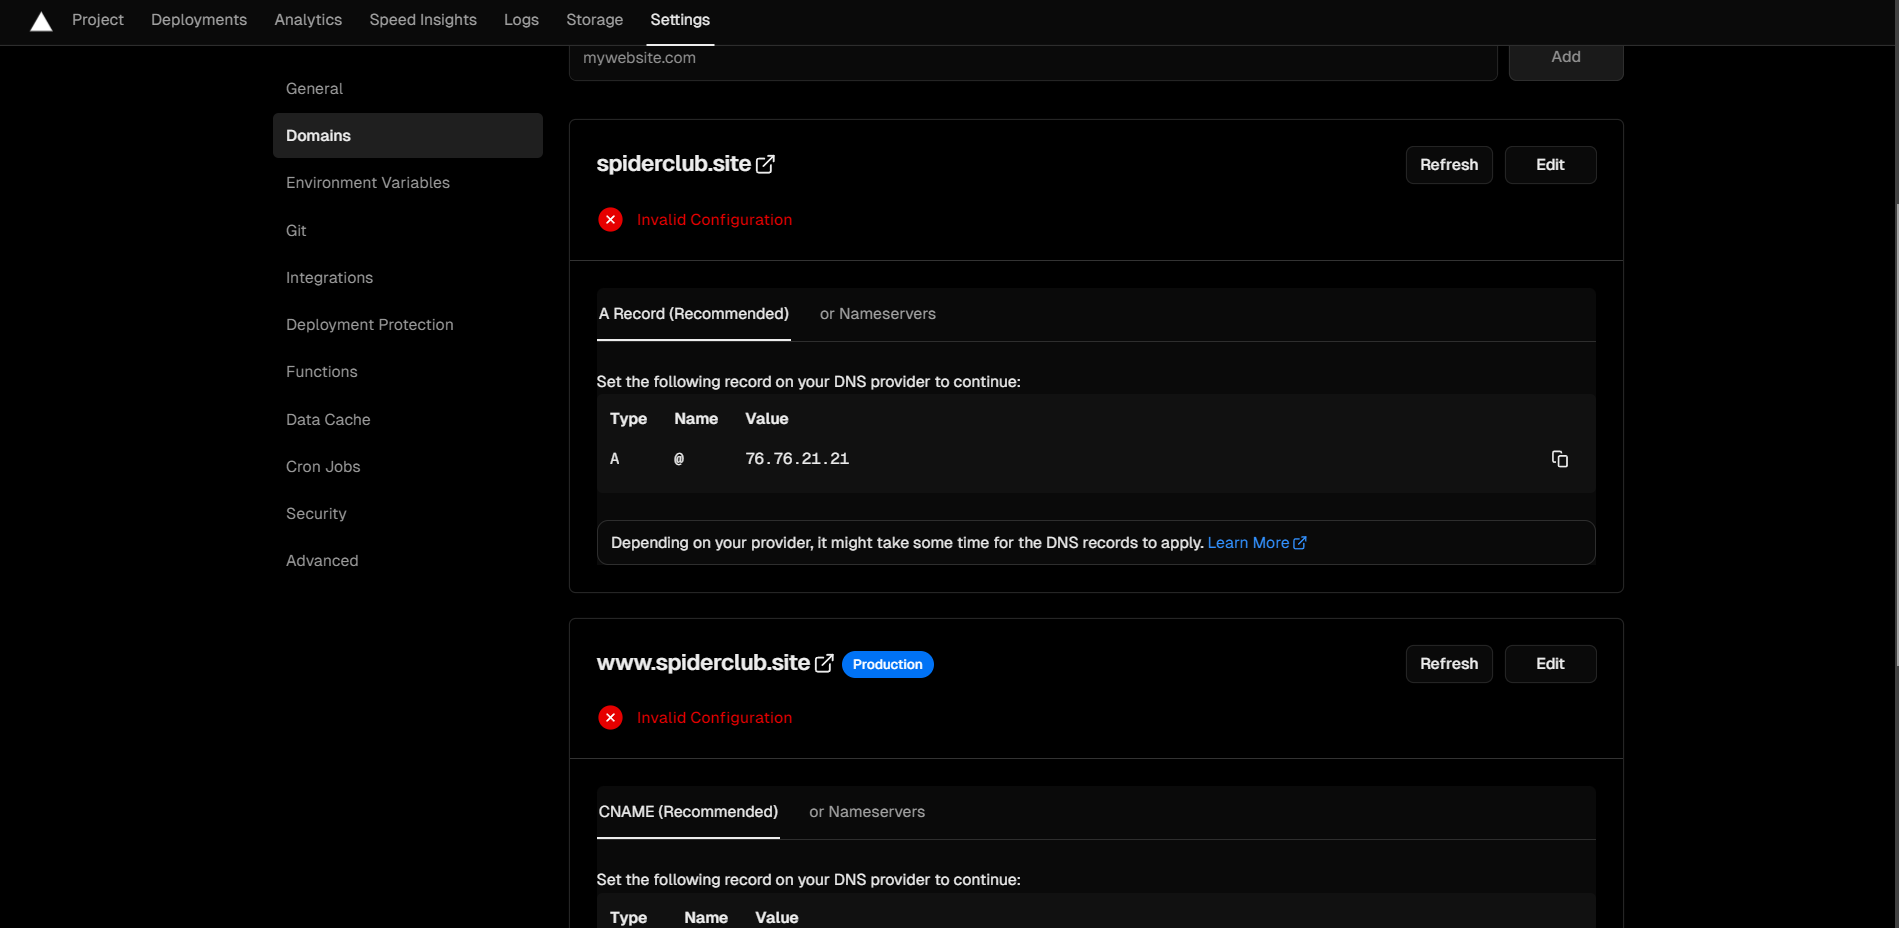 Project Deployments Analytics Speed Insights Logs Storage Settings
mywebsite.com Add
General
Domains
Environment Variables
Git
Integrations
Deployment Protection
Functions
Data Cache
Cron Jobs
Security
Advanced
spiderclub.site Refresh Edit
Invalid Configuration
A Record (Recommended) or Nameservers
Set the following record on your DNS provider to continue:
Type Name Value
A @ 76.76.21.21
Depending on your provider, it might take some time for the DNS records to apply. Learn More
www.spiderclub.site Production Refresh Edit
Invalid Configuration
CNAME (Recommended) or Nameservers
Set the following record on your DNS provider to continue:
Type Name Value